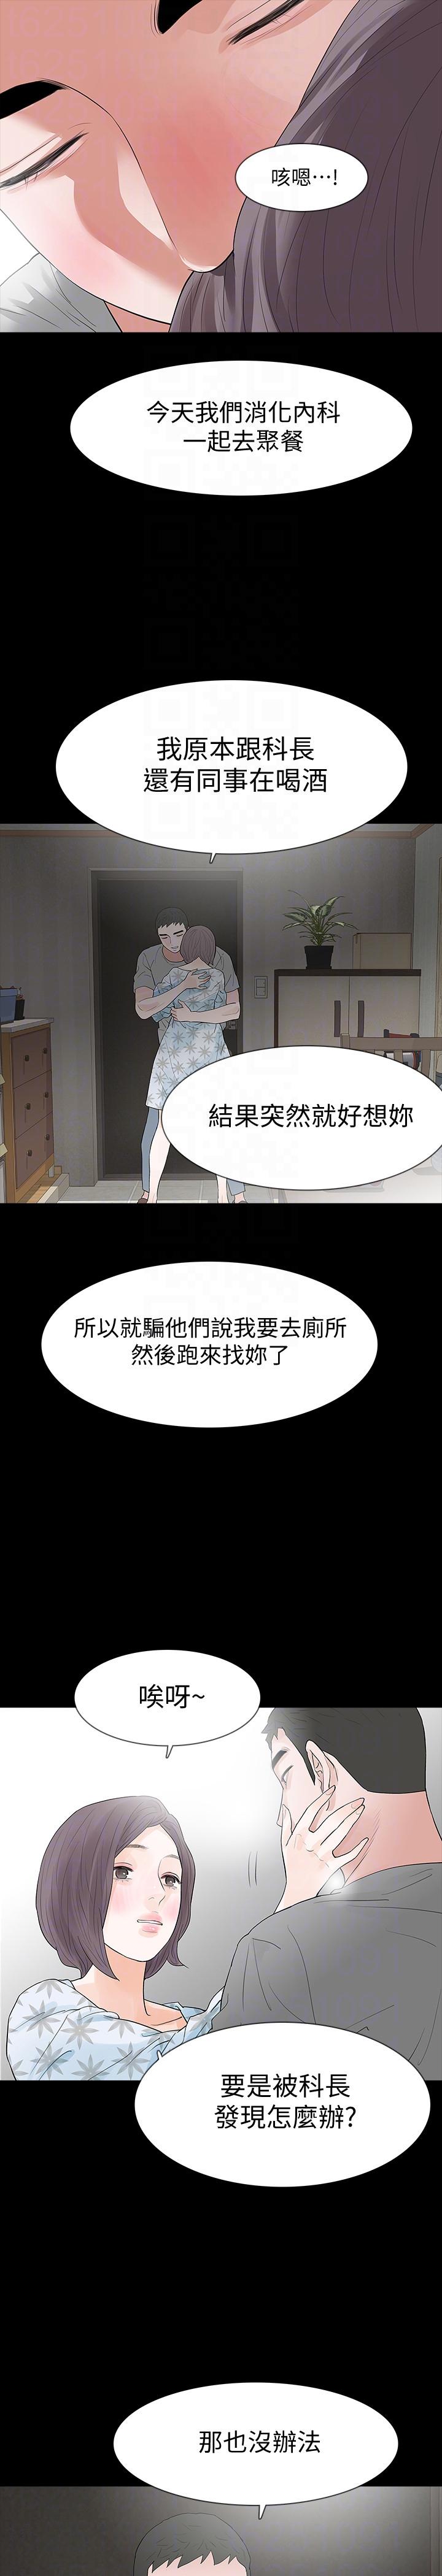 咳嗯…!
今天我們消化內科
一起去聚餐
我原本跟科長
還有同事在喝酒
結果突然就好想妳
所以就騙他們說我要去廁所
然後跑來找妳了
唉呀~
要是被科長
發現怎麼辦?
那也沒辦法